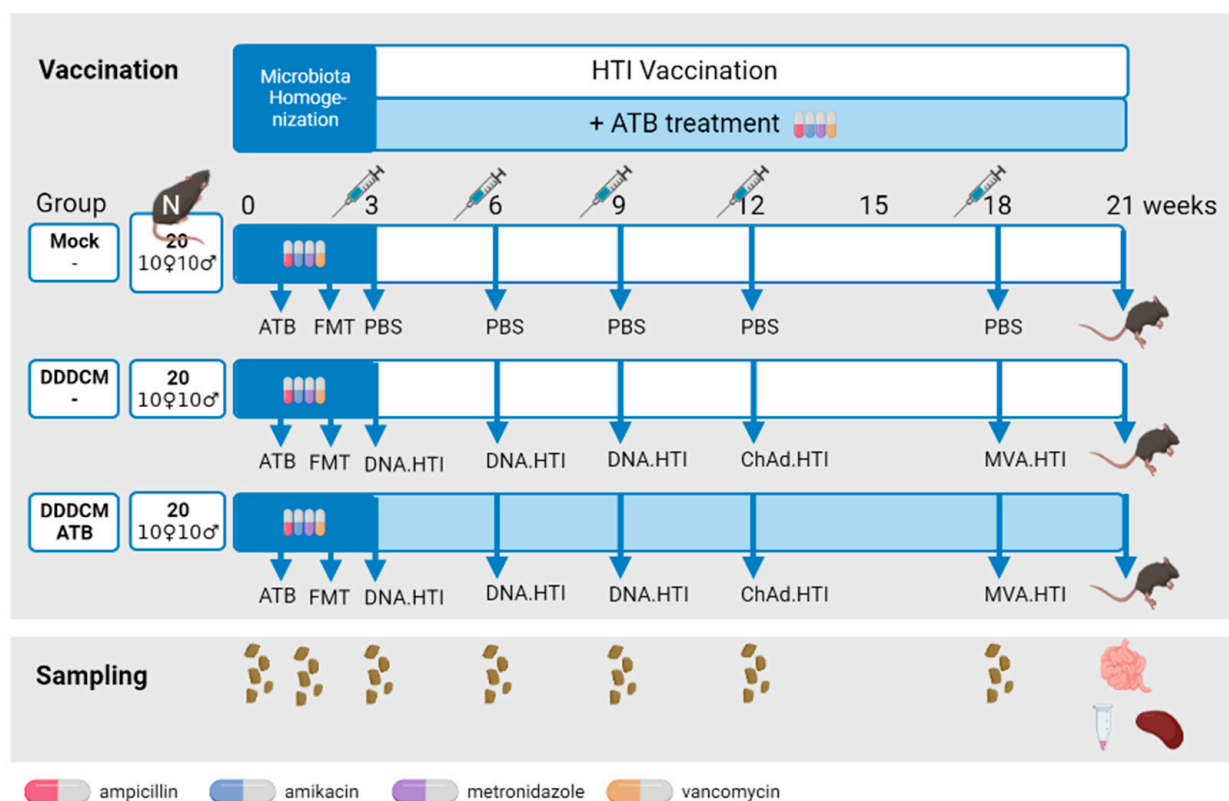 Vaccination
Microbiota
Homoge-
nization
HTI Vaccination
+ ATB treatment
Group
N
0 3 6 9 12 15 18 21 weeks
Mock
-
20
10♀10♂
ATB FMT PBS PBS PBS PBS PBS
DDDCM
-
20
10♀10♂
ATB FMT DNA.HTI DNA.HTI DNA.HTI ChAd.HTI MVA.HTI
DDDCM
ATB
20
10♀10♂
ATB FMT DNA.HTI DNA.HTI DNA.HTI ChAd.HTI MVA.HTI
Sampling
ampicillin amikacin metronidazole vancomycin